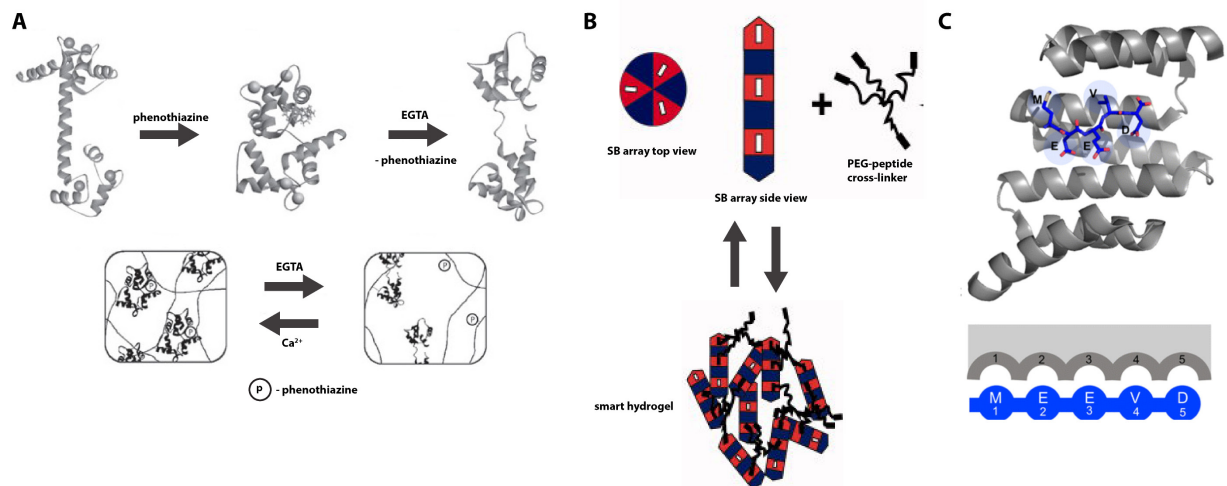 A
phenothiazine
EGTA
- phenothiazine
EGTA
Ca2+
P
P
P
P
P - phenothiazine
B
SB array top view
+
PEG-peptide
cross-linker
SB array side view
smart hydrogel
C
M
V
E
E
D
1 2 3 4 5
M E E V D
1 2 3 4 5